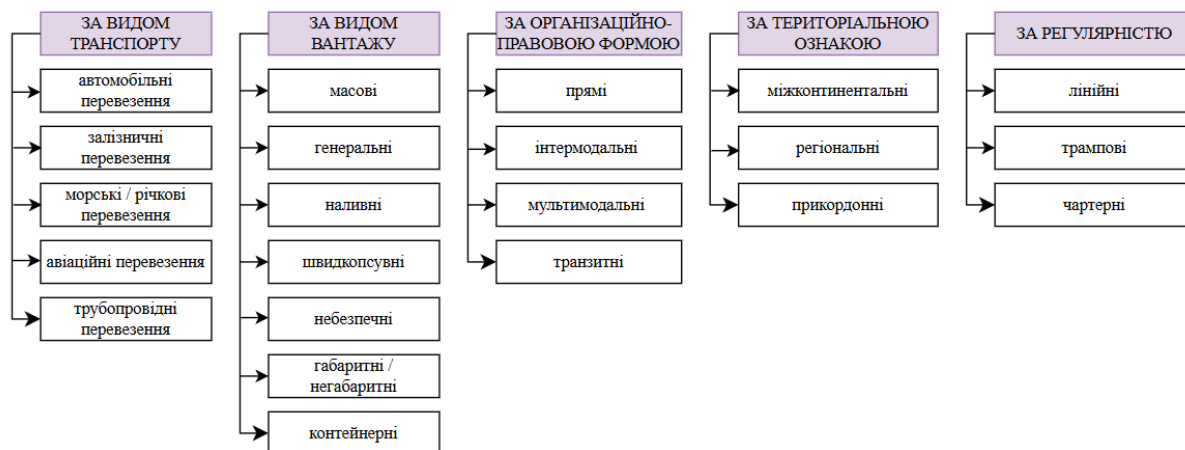 ЗА ВИДОМ
ТРАНСПОРТУ
автомобільні
перевезення
залізничні
перевезення
морські / річкові
перевезення
авіаційні перевезення
трубопровідні
перевезення
ЗА ВИДОМ
ВАНТАЖУ
масові
генеральні
наливні
швидкопсувні
небезпечні
габаритні /
негабаритні
контейнерні
ЗА ОРГАНІЗАЦІЙНО-
ПРАВОВОЮ ФОРМОЮ
прямі
інтермодальні
мультимодальні
транзитні
ЗА ТЕРИТОРІАЛЬНОЮ
ОЗНАКОЮ
міжконтинентальні
регіональні
прикордонні
ЗА РЕГУЛЯРНІСТЮ
лінійні
трампові
чартерні